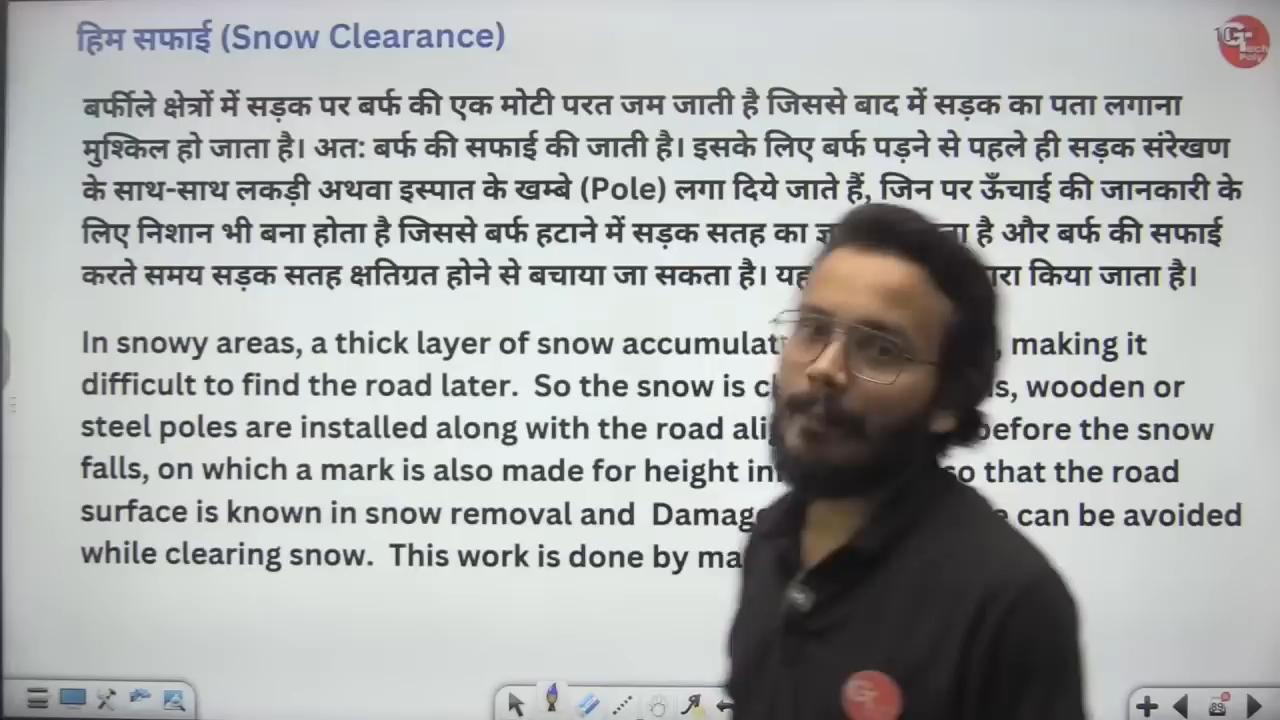 हिम सफाई (Snow Clearance)
बर्फीले क्षेत्रों में सड़क पर बर्फ की एक मोटी परत जम जाती है जिससे बाद में सड़क का पता लगाना
मुश्किल हो जाता है। अत: बर्फ की सफाई की जाती है। इसके लिए बर्फ पड़ने से पहले ही सड़क संरेखण
के साथ-साथ लकड़ी अथवा इस्पात के खम्बे (Pole) लगा दिये जाते हैं, जिन पर ऊँचाई की जानकारी के
लिए निशान भी बना होता है जिससे बर्फ हटाने में सड़क सतह का है और बर्फ की सफाई
करते समय सड़क सतह क्षतिग्रत होने से बचाया जा सकता है। किया जाता है।
In snowy areas, a thick layer of snow , making it
difficult to find the road later. So the snow is wooden or
steel poles are installed along with the road before the snow
falls, on which a mark is also made for height so that the road
surface is known in snow removal and can be avoided
while clearing snow. This work is done by
GTech
Poly
GT
89